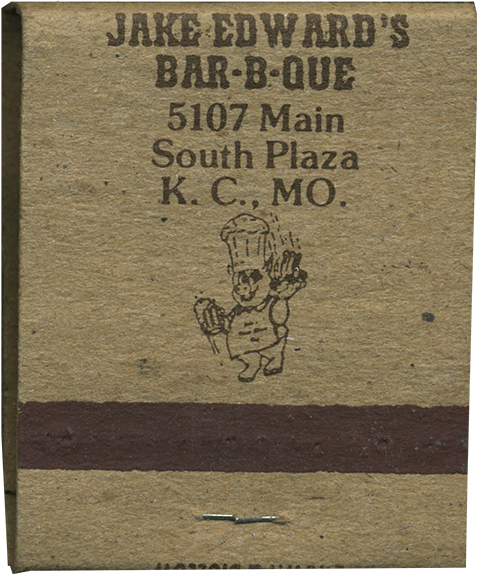 JAKE EDWARD'S
BAR-B-QUE
5107 Main
South Plaza
K. C., MO.